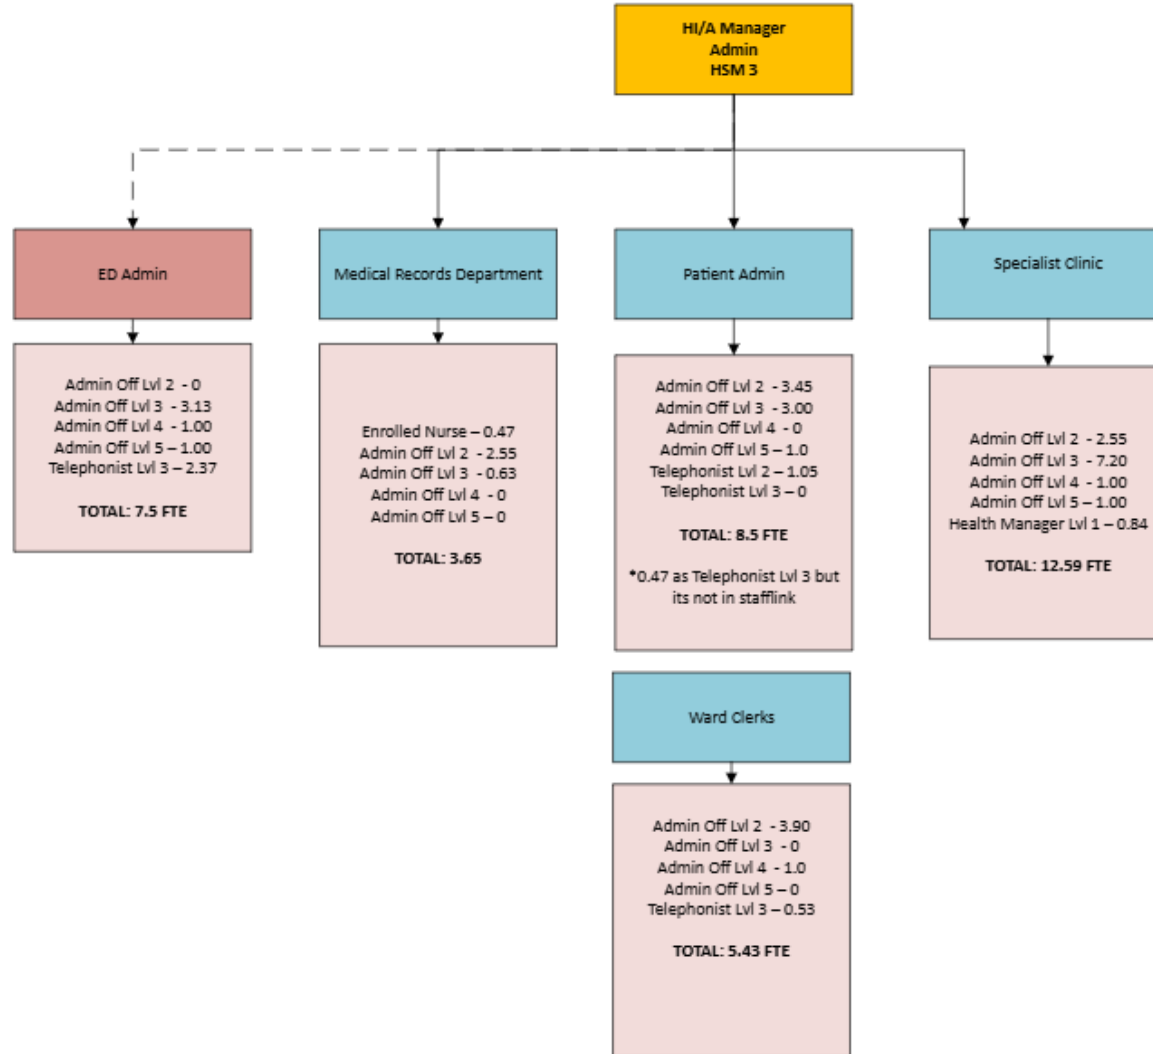 HI/A Manager
Admin
HSM 3
ED Admin
Admin Off Lvl 2 - 0
Admin Off Lvl 3 - 3.13
Admin Off Lvl 4 - 1.00
Admin Off Lvl 5 – 1.00
Telephonist Lvl 3 – 2.37
TOTAL: 7.5 FTE
Medical Records Department
Enrolled Nurse – 0.47
Admin Off Lvl 2 - 2.55
Admin Off Lvl 3 – 0.63
Admin Off Lvl 4 - 0
Admin Off Lvl 5 – 0
TOTAL: 3.65
Patient Admin
Admin Off Lvl 2 - 3.45
Admin Off Lvl 3 - 3.00
Admin Off Lvl 4 - 0
Admin Off Lvl 5 – 1.0
Telephonist Lvl 2 – 1.05
Telephonist Lvl 3 – 0
TOTAL: 8.5 FTE
*0.47 as Telephonist Lvl 3 but
its not in stafflink
Specialist Clinic
Admin Off Lvl 2 - 2.55
Admin Off Lvl 3 - 7.20
Admin Off Lvl 4 - 1.00
Admin Off Lvl 5 – 1.00
Health Manager Lvl 1 – 0.84
TOTAL: 12.59 FTE
Ward Clerks
Admin Off Lvl 2 - 3.90
Admin Off Lvl 3 - 0
Admin Off Lvl 4 - 1.0
Admin Off Lvl 5 – 0
Telephonist Lvl 3 – 0.53
TOTAL: 5.43 FTE